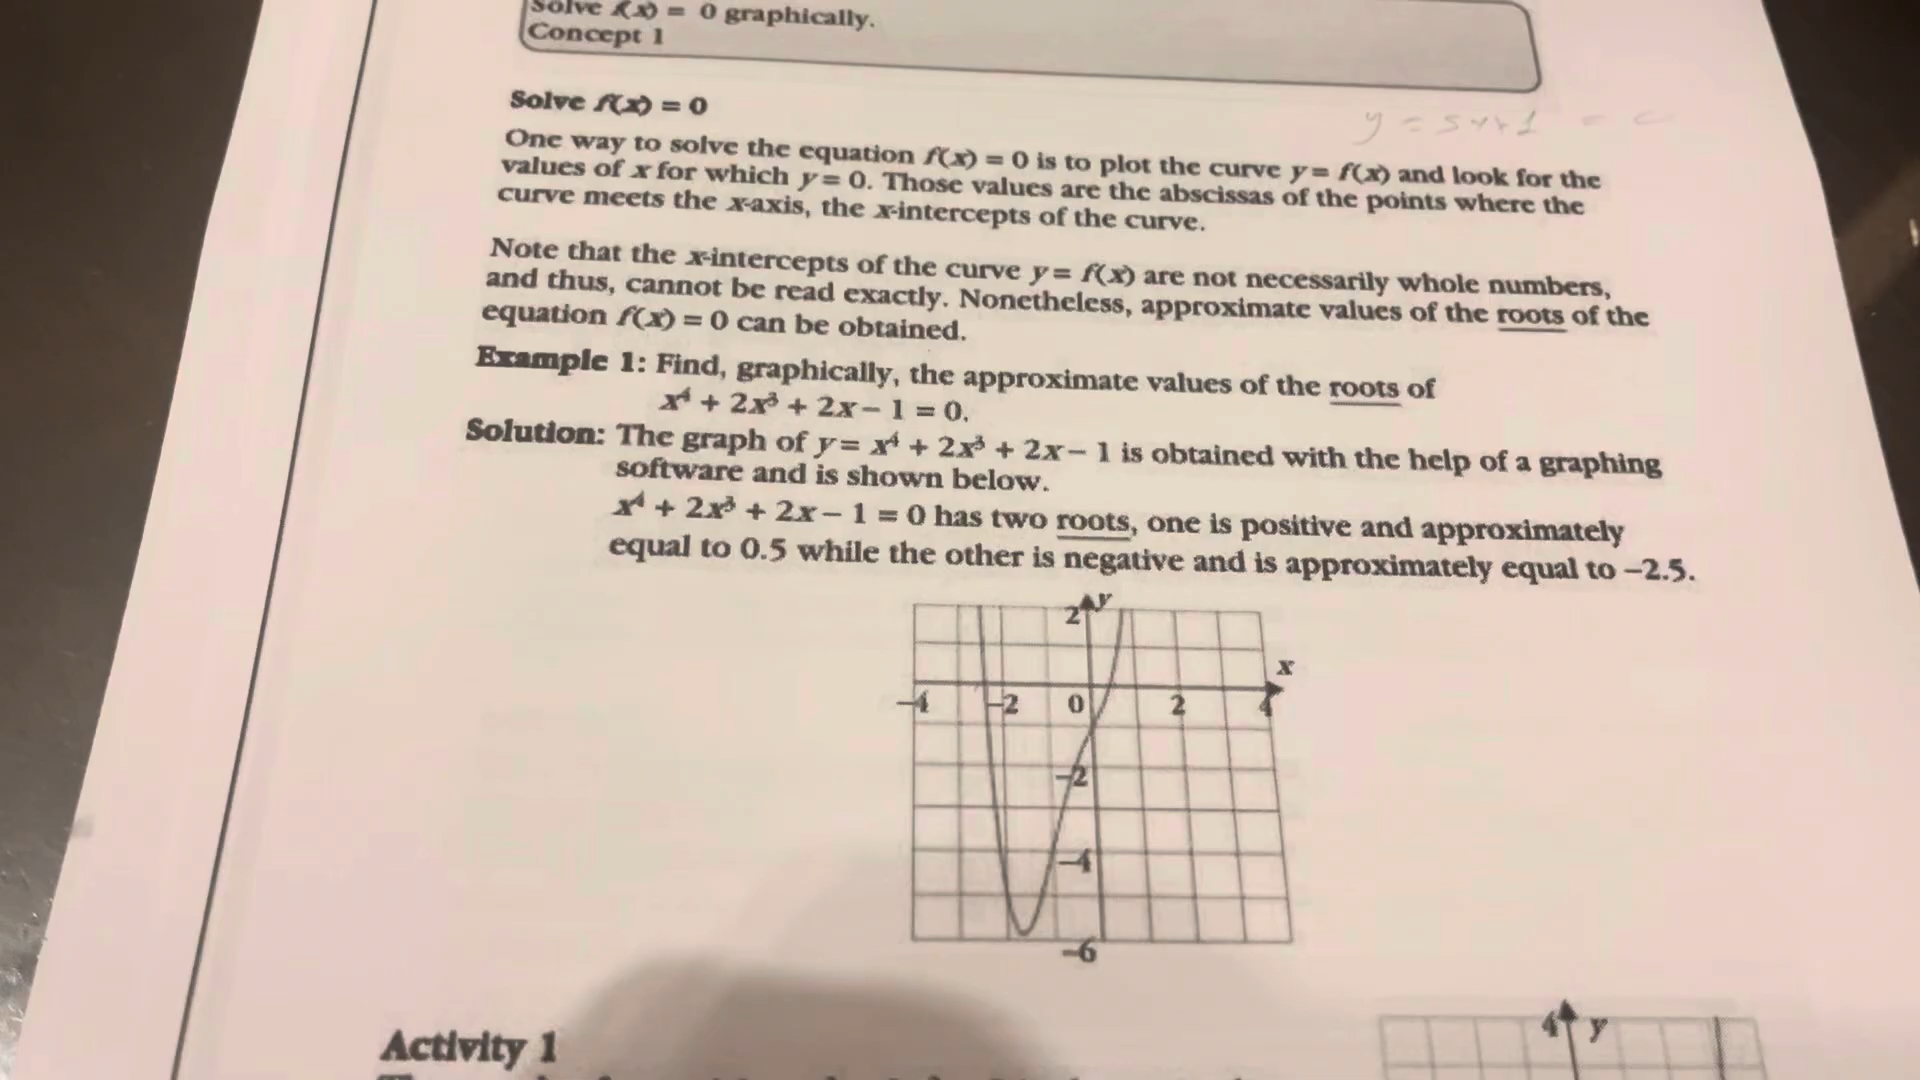 Solve f(x) = 0 graphically.
Concept 1
Solve f(x) = 0
One way to solve the equation f(x) = 0 is to plot the curve y = f(x) and look for the
values of x for which y = 0. Those values are the abscissas of the points where the
curve meets the x-axis, the x-intercepts of the curve.
Note that the x-intercepts of the curve y = f(x) are not necessarily whole numbers,
and thus, cannot be read exactly. Nonetheless, approximate values of the roots of the
equation f(x) = 0 can be obtained.
Example 1: Find, graphically, the approximate values of the roots of
x⁴ + 2x³ + 2x – 1 = 0.
Solution: The graph of y = x⁴ + 2x³ + 2x – 1 is obtained with the help of a graphing
software and is shown below.
x⁴ + 2x³ + 2x – 1 = 0 has two roots, one is positive and approximately
equal to 0.5 while the other is negative and is approximately equal to –2.5.
2 y
x
–4 –2 0 2 4
–2
–4
–6
Activity 1
4 y